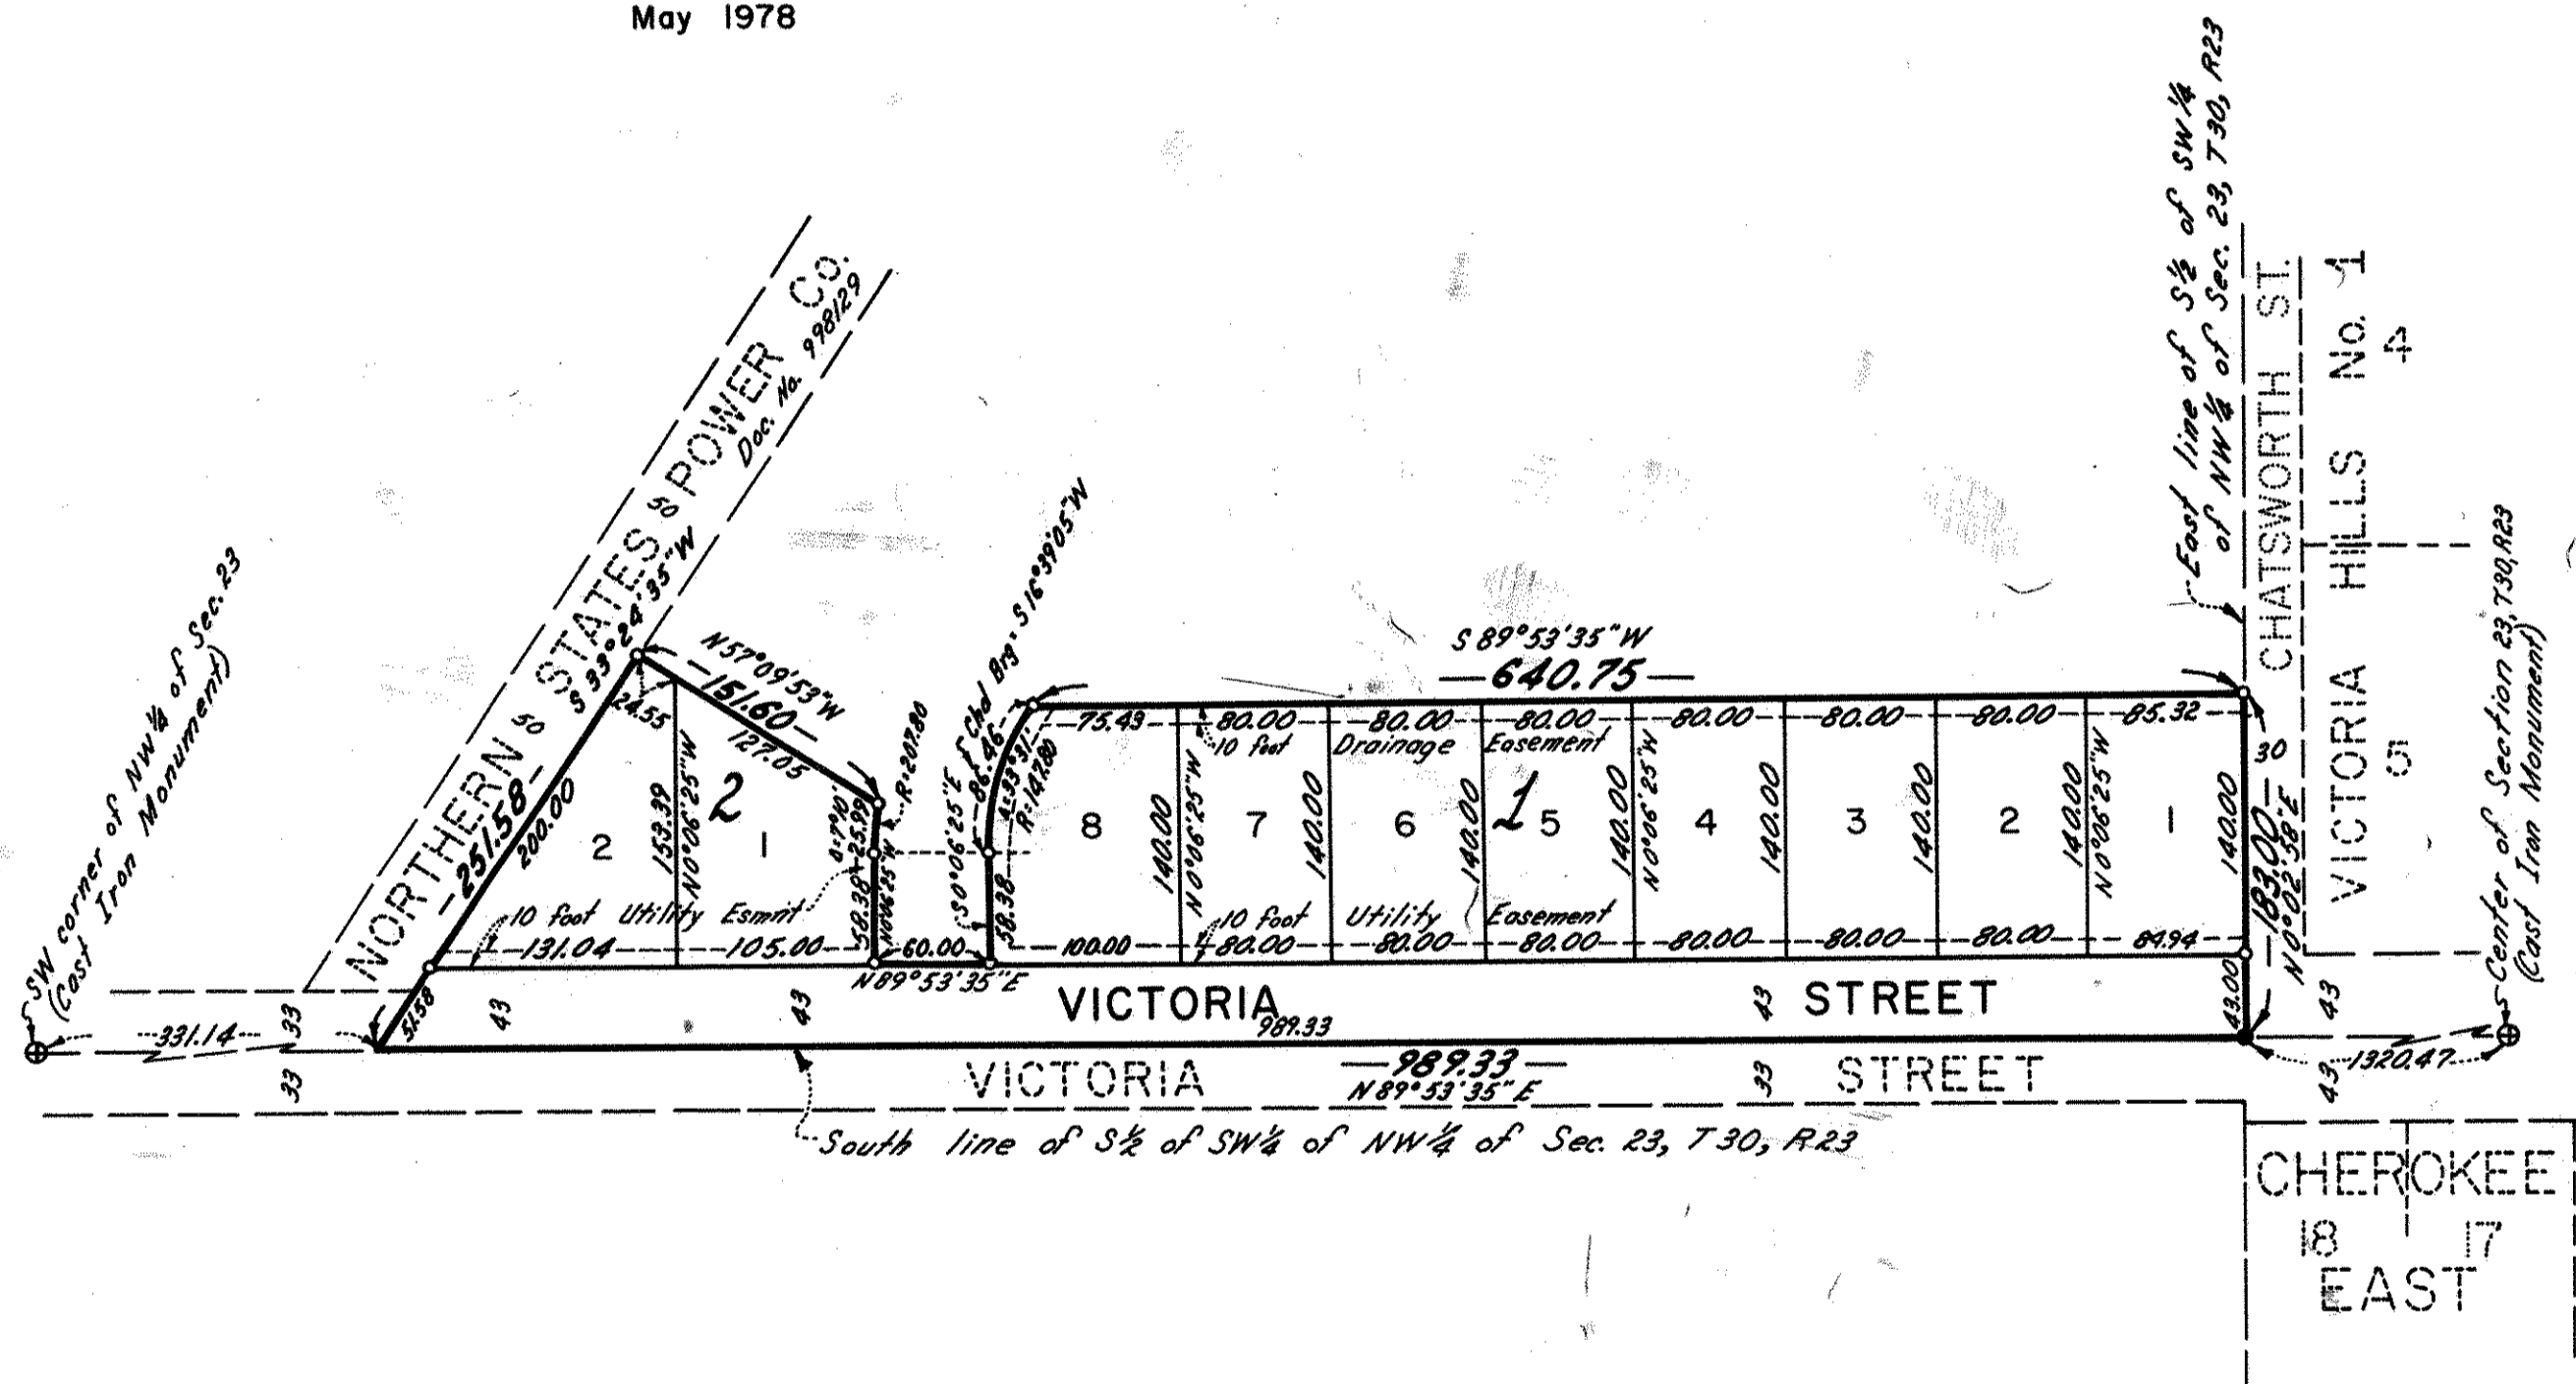 May 1978
East line of S½ of SW¼
of NW¼ of Sec. 23, T30, R23
CHATSWORTH ST.
VICTORIA HILLS No. 1
4
5
NORTHERN STATES POWER Co.
Doc. No. 998129
50
50
S 33°24'35"W
-251.58-
200.00
51.58
SW corner of NW¼ of Sec. 23
(Cast Iron Monument)
N57°09'53"W
-151.60-
24.55
127.05
2
2
153.39
N0°06'25"W
1
Δ=7°10'
25.99
R=207.80
58.38
N0°06'25"W
10 foot Utility Esmnt
131.04
105.00
60.00
N89°53'35"E
S0°06'25"E
Chd Brg = S16°39'05"W
86.46
Δ=33°31'
R=147.80
58.38
S 89°53'35"W
-640.75-
75.43 80.00 80.00 80.00 80.00 80.00 80.00 85.32
10 foot Drainage Easement
1
8 7 6 5 4 3 2 1
140.00 N0°06'25"W 140.00 140.00 140.00 N0°06'25"W 140.00 140.00 140.00 N0°06'25"W 140.00
10 foot Utility Easement
100.00 80.00 80.00 80.00 80.00 80.00 80.00 84.94
30
-183.00-
N0°02'58"E
43.00
Center of Section 23, T30, R23
(Cast Iron Monument)
VICTORIA STREET
43 43 43 43
989.33
331.14
33
33
VICTORIA STREET
-989.33-
N89°53'35"E
33
43
1320.47
South line of S½ of SW¼ of NW¼ of Sec. 23, T30, R23
CHEROKEE
18 17
EAST